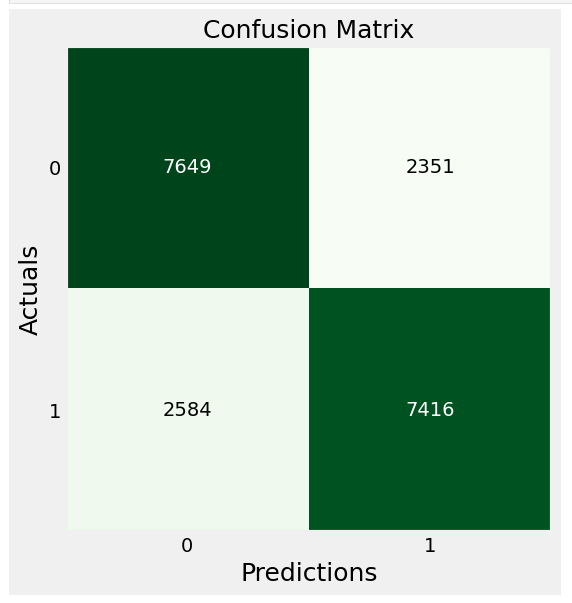 Confusion Matrix
0
7649
2351
Actuals
1
2584
7416
0
1
Predictions